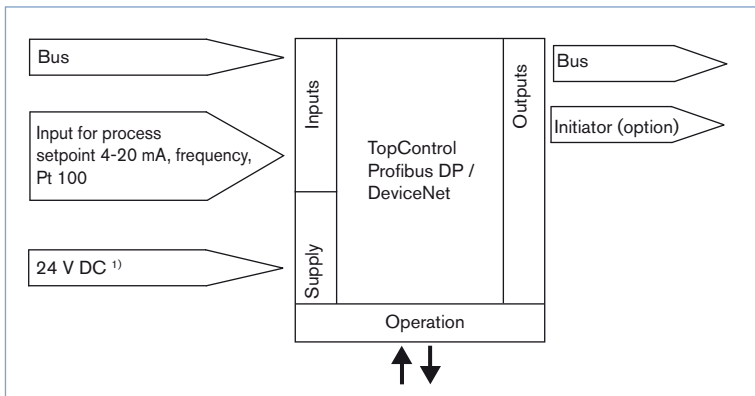 Bus
Input for process
setpoint 4-20 mA, frequency,
Pt 100
24 V DC 1)
Inputs
Supply
TopControl
Profibus DP /
DeviceNet
Outputs
Operation
Bus
Initiator (option)